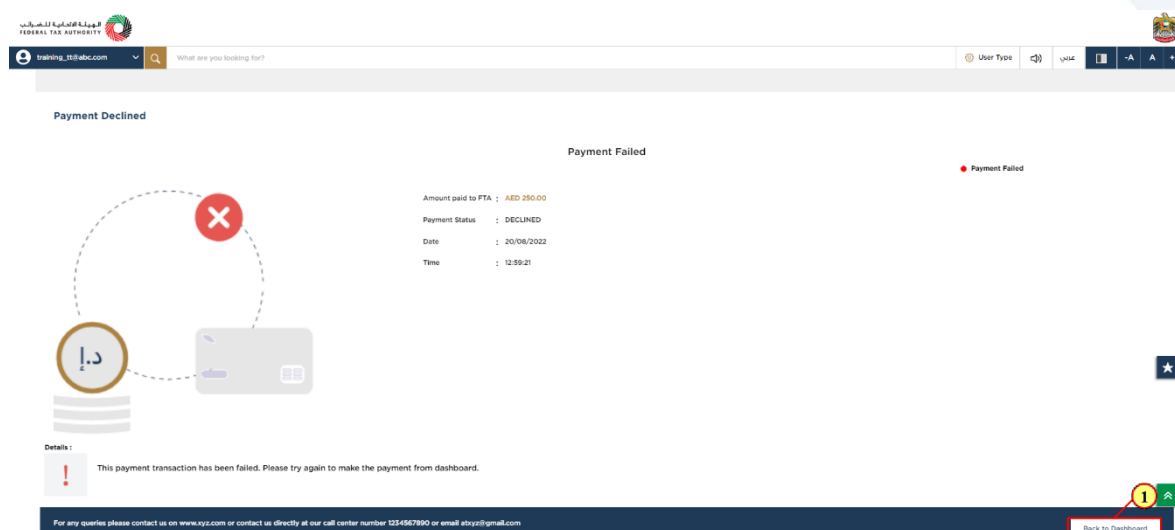 الهيئة الاتحادية للضرائب
FEDERAL TAX AUTHORITY
training_tt@abc.com
What are you looking for?
User Type
عربي
-A
A
+
Payment Declined
Payment Failed
Payment Failed
Amount paid to FTA : AED 250.00
Payment Status : DECLINED
Date : 20/08/2022
Time : 12:59:21
د.إ
Details :
! This payment transaction has been failed. Please try again to make the payment from dashboard.
1
For any queries please contact us on www.xyz.com or contact us directly at our call center number 1234567890 or email atxyz@gmail.com
Back to Dashboard